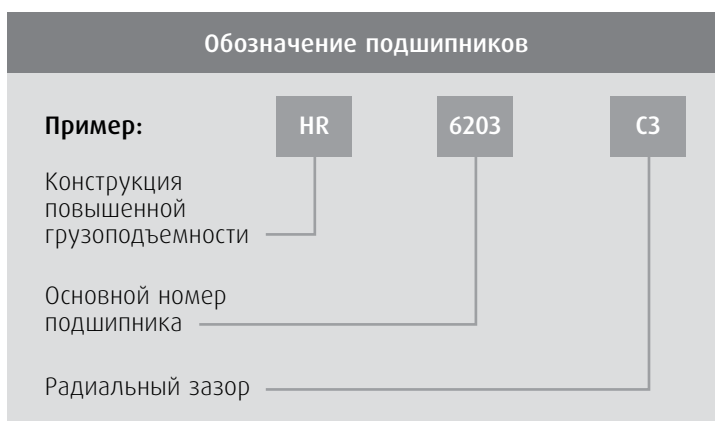 Обозначение подшипников
Пример: HR 6203 C3
Конструкция
повышенной
грузоподъемности
Основной номер
подшипника
Радиальный зазор